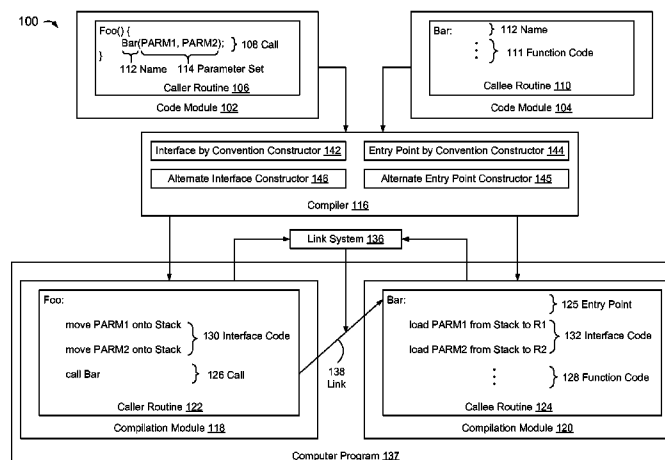 100
Foo() {
Bar(PARM1, PARM2);
108 Call
}
112 Name
114 Parameter Set
Caller Routine 106
Code Module 102
Bar:
112 Name
111 Function Code
Callee Routine 110
Code Module 104
Interface by Convention Constructor 142
Entry Point by Convention Constructor 144
Alternate Interface Constructor 146
Alternate Entry Point Constructor 145
Compiler 116
Link System 136
Foo:
move PARM1 onto Stack
130 Interface Code
move PARM2 onto Stack
call Bar
126 Call
Caller Routine 122
Compilation Module 118
138
Link
Bar:
125 Entry Point
load PARM1 from Stack to R1
132 Interface Code
load PARM2 from Stack to R2
128 Function Code
Callee Routine 124
Compilation Module 120
Computer Program 137